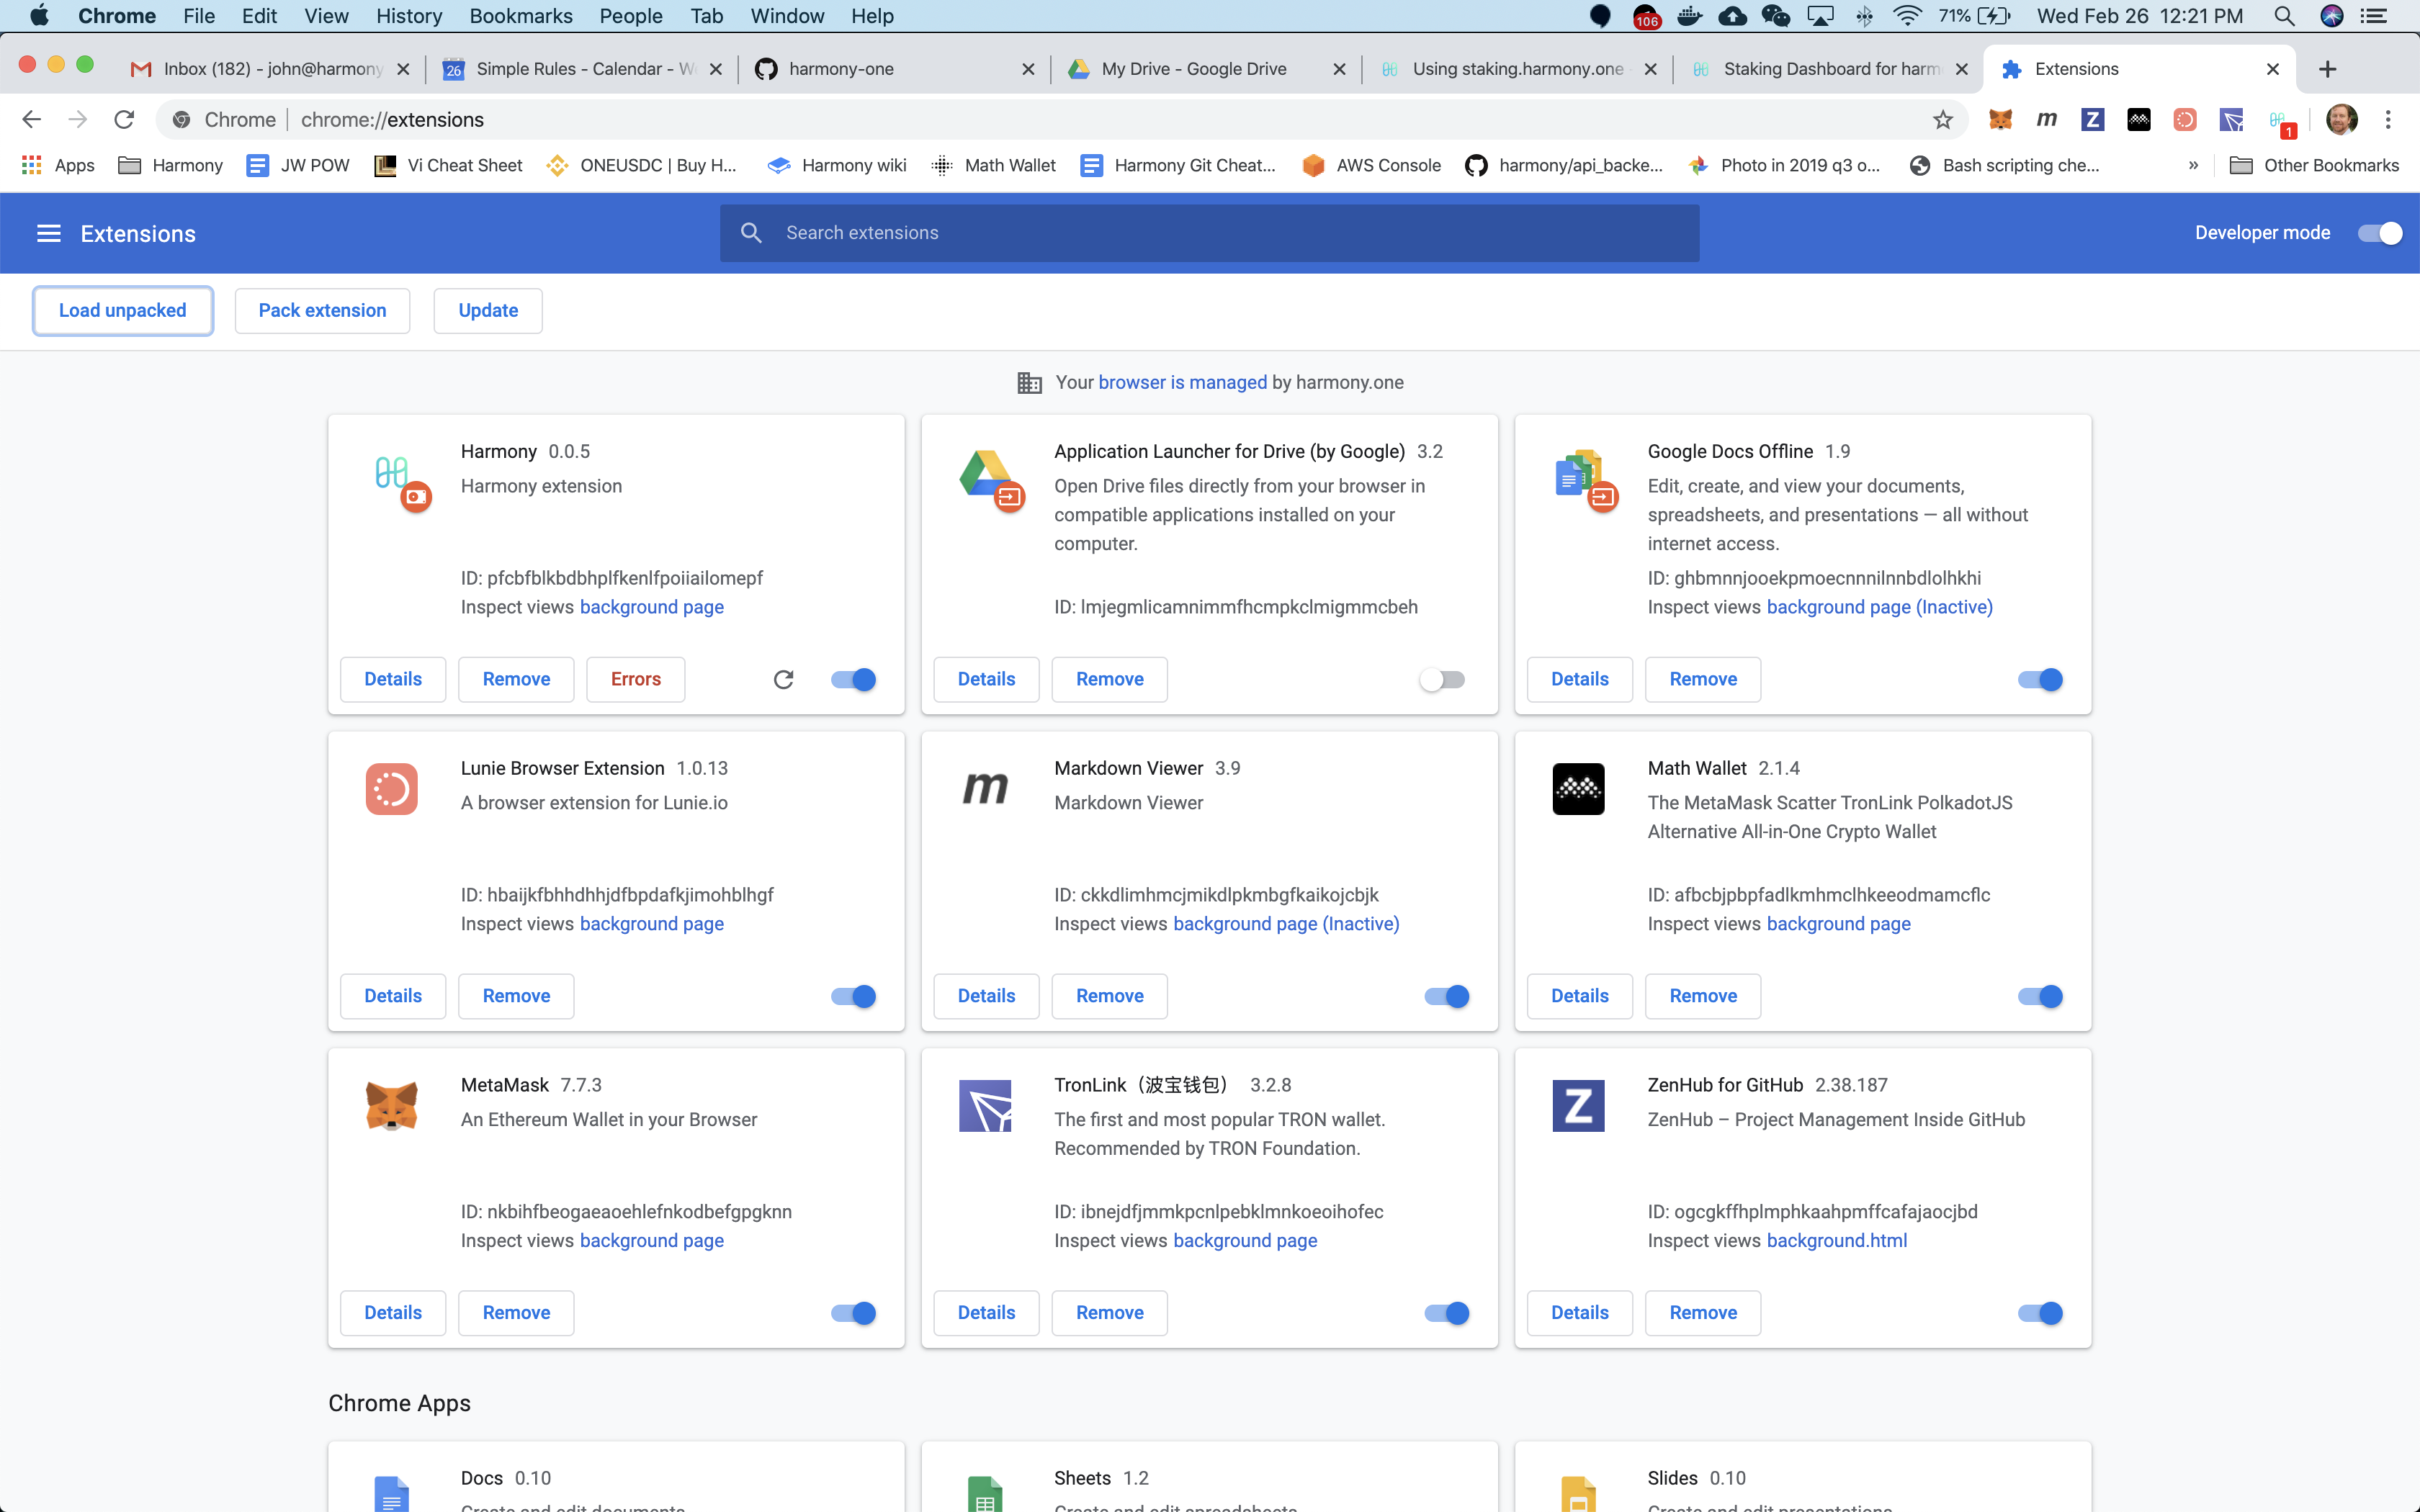 Chrome File Edit View History Bookmarks People Tab Window Help 106 71% Wed Feb 26 12:21 PM
Inbox (182) - john@harmony 26 Simple Rules - Calendar - W harmony-one My Drive - Google Drive Using staking.harmony.one - Staking Dashboard for harm Extensions
Chrome chrome://extensions m Z 1
Apps Harmony JW POW Vi Cheat Sheet ONEUSDC | Buy H... Harmony wiki Math Wallet Harmony Git Cheat... AWS Console harmony/api_backe... Photo in 2019 q3 o... Bash scripting che... » Other Bookmarks
Extensions Search extensions Developer mode
Load unpacked Pack extension Update
Your browser is managed by harmony.one
Harmony 0.0.5
Harmony extension
ID: pfcbfblkbdbhplfkenlfpoiiailomepf
Inspect views background page
Details Remove Errors
Application Launcher for Drive (by Google) 3.2
Open Drive files directly from your browser in
compatible applications installed on your
computer.
ID: lmjegmlicamnimmfhcmpkclmigmmcbeh
Details Remove
Google Docs Offline 1.9
Edit, create, and view your documents,
spreadsheets, and presentations — all without
internet access.
ID: ghbmnnjooekpmoecnnnilnnbdlolhkhi
Inspect views background page (Inactive)
Details Remove
Lunie Browser Extension 1.0.13
A browser extension for Lunie.io
ID: hbaijkfbhhdhhjdfbpdafkjimohblhgf
Inspect views background page
Details Remove
m
Markdown Viewer 3.9
Markdown Viewer
ID: ckkdlimhmcjmikdlpkmbgfkaikojcbjk
Inspect views background page (Inactive)
Details Remove
Math Wallet 2.1.4
The MetaMask Scatter TronLink PolkadotJS
Alternative All-in-One Crypto Wallet
ID: afbcbjpbpfadlkmhmclhkeeodmamcflc
Inspect views background page
Details Remove
MetaMask 7.7.3
An Ethereum Wallet in your Browser
ID: nkbihfbeogaeaoehlefnkodbefgpgknn
Inspect views background page
Details Remove
TronLink（波宝钱包） 3.2.8
The first and most popular TRON wallet.
Recommended by TRON Foundation.
ID: ibnejdfjmmkpcnlpebklmnkoeoihofec
Inspect views background page
Details Remove
Z
ZenHub for GitHub 2.38.187
ZenHub – Project Management Inside GitHub
ID: ogcgkffhplmphkaahpmffcafajaocjbd
Inspect views background.html
Details Remove
Chrome Apps
Docs 0.10
Create and edit documents
Sheets 1.2
Create and edit spreadsheets
Slides 0.10
Create and edit presentations